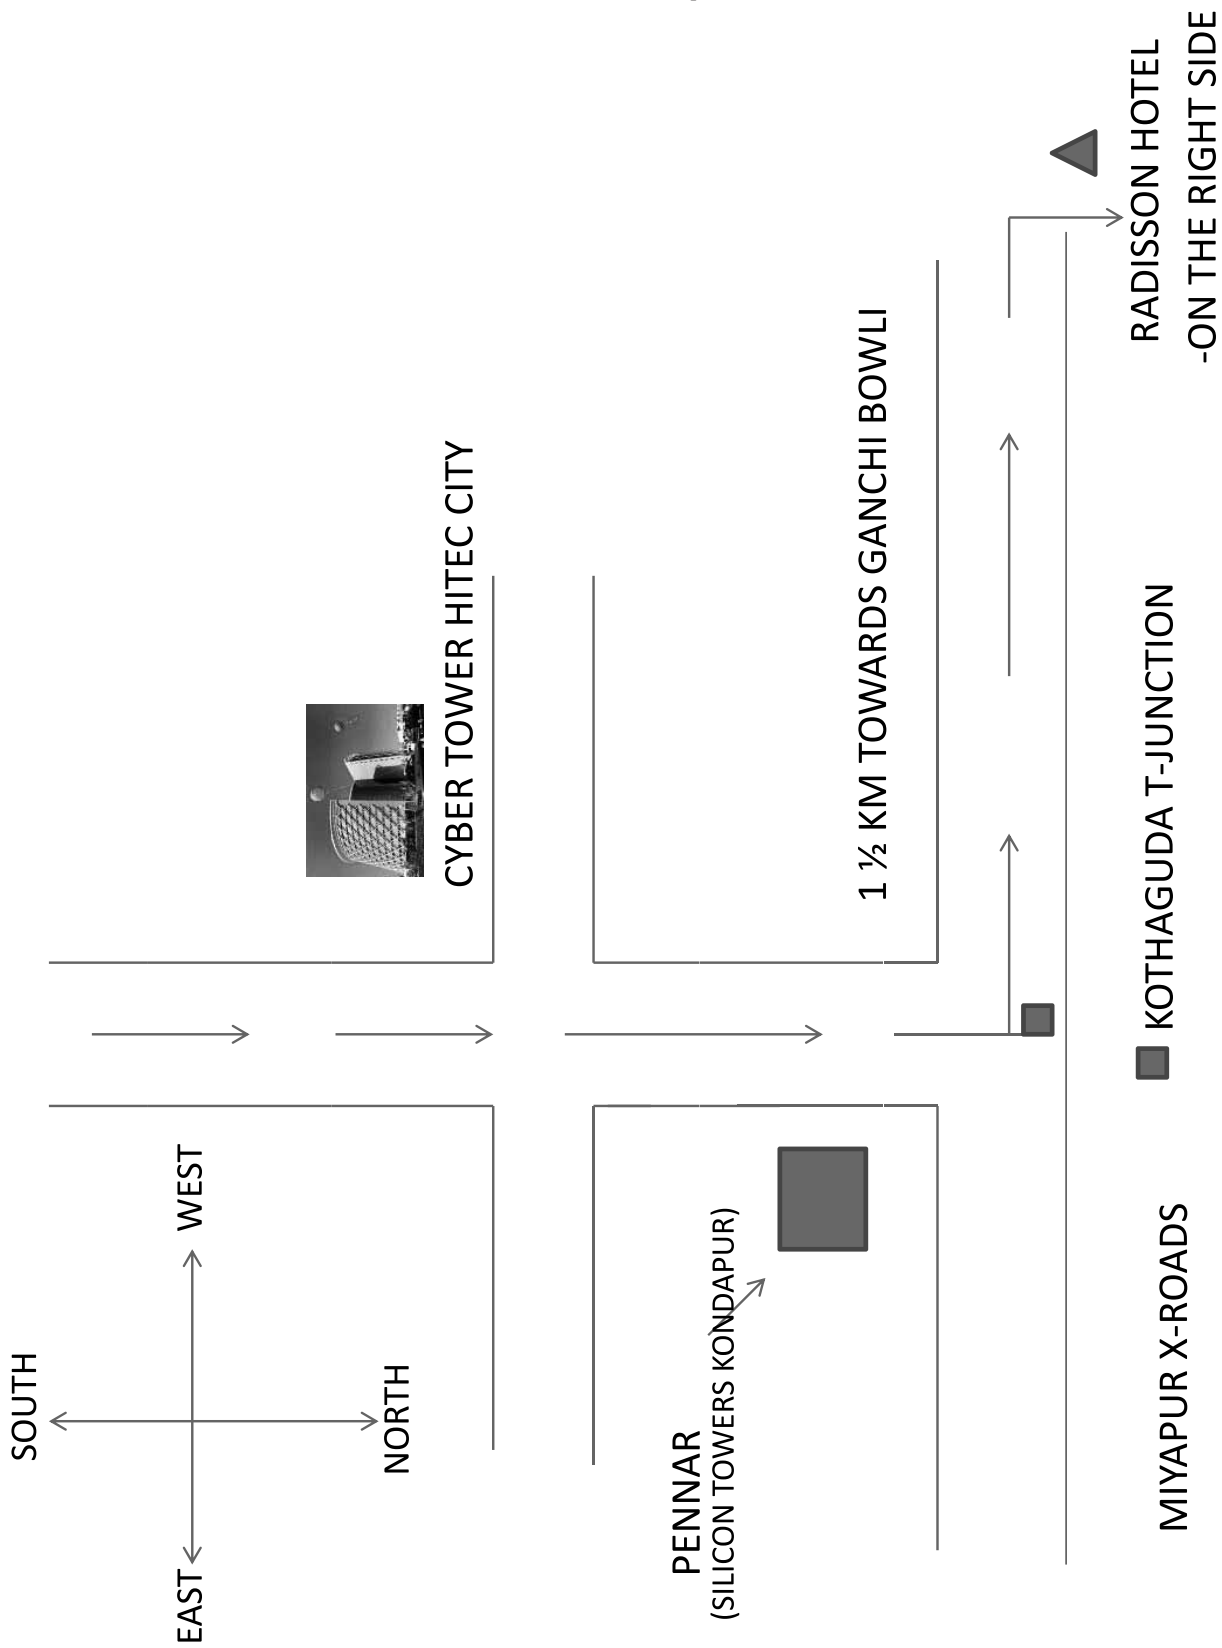 SOUTH
EAST
WEST
NORTH
CYBER TOWER HITEC CITY
PENNAR
(SILICON TOWERS KONDAPUR)
1 ½ KM TOWARDS GANCHI BOWLI
MIYAPUR X-ROADS
KOTHAGUDA T-JUNCTION
RADISSON HOTEL
-ON THE RIGHT SIDE